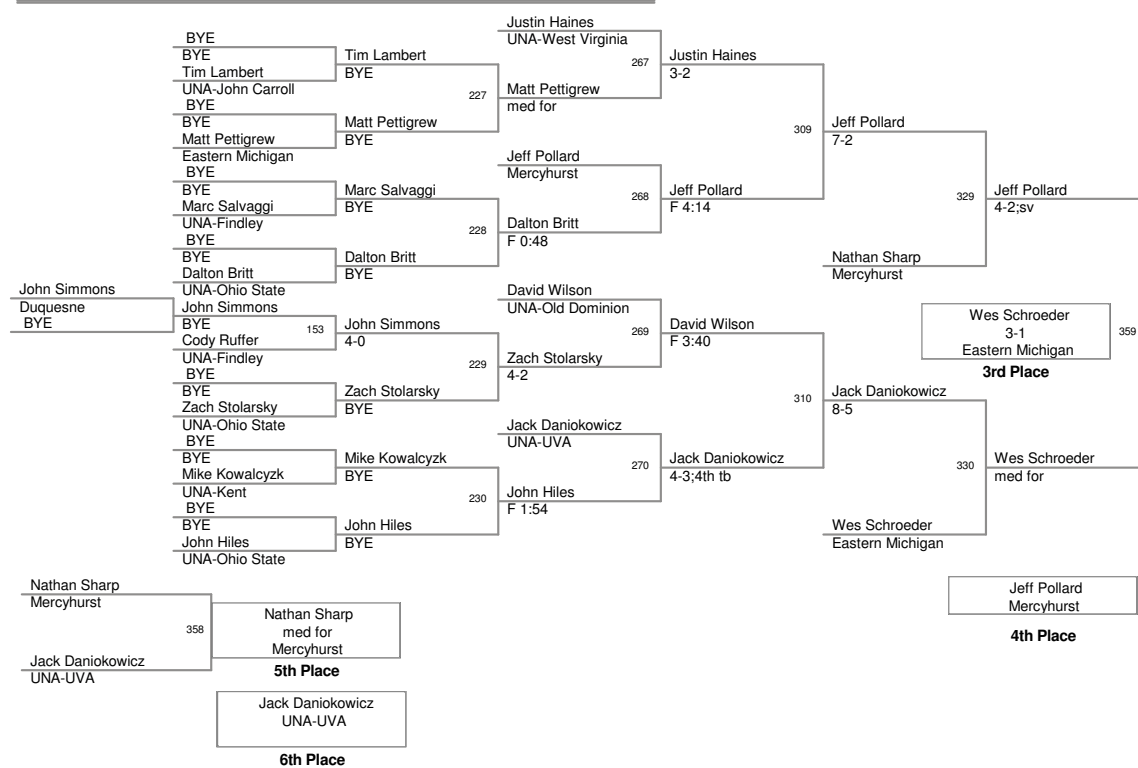 John Simmons
Duquesne
BYE
BYE
BYE
Tim Lambert
UNA-John Carroll
BYE
BYE
Matt Pettigrew
Eastern Michigan
BYE
BYE
Marc Salvaggi
UNA-Findley
BYE
BYE
Dalton Britt
UNA-Ohio State
John Simmons
BYE
Cody Ruffer
UNA-Findley
BYE
BYE
Zach Stolarsky
UNA-Ohio State
BYE
BYE
Mike Kowalcyzk
UNA-Kent
BYE
BYE
John Hiles
UNA-Ohio State
153
Tim Lambert
BYE
Matt Pettigrew
BYE
Marc Salvaggi
BYE
Dalton Britt
BYE
John Simmons
4-0
Zach Stolarsky
BYE
Mike Kowalcyzk
BYE
John Hiles
BYE
227
228
229
230
Justin Haines
UNA-West Virginia
Matt Pettigrew
med for
Jeff Pollard
Mercyhurst
Dalton Britt
F 0:48
David Wilson
UNA-Old Dominion
Zach Stolarsky
4-2
Jack Daniokowicz
UNA-UVA
John Hiles
F 1:54
267
268
269
270
Justin Haines
3-2
Jeff Pollard
F 4:14
David Wilson
F 3:40
Jack Daniokowicz
4-3;4th tb
309
310
Jeff Pollard
7-2
Nathan Sharp
Mercyhurst
Jack Daniokowicz
8-5
Wes Schroeder
Eastern Michigan
329
330
Jeff Pollard
4-2;sv
Wes Schroeder
med for
Wes Schroeder
3-1
Eastern Michigan
359
3rd Place
Jeff Pollard
Mercyhurst
4th Place
Nathan Sharp
Mercyhurst
358
Jack Daniokowicz
UNA-UVA
Nathan Sharp
med for
Mercyhurst
5th Place
Jack Daniokowicz
UNA-UVA
6th Place